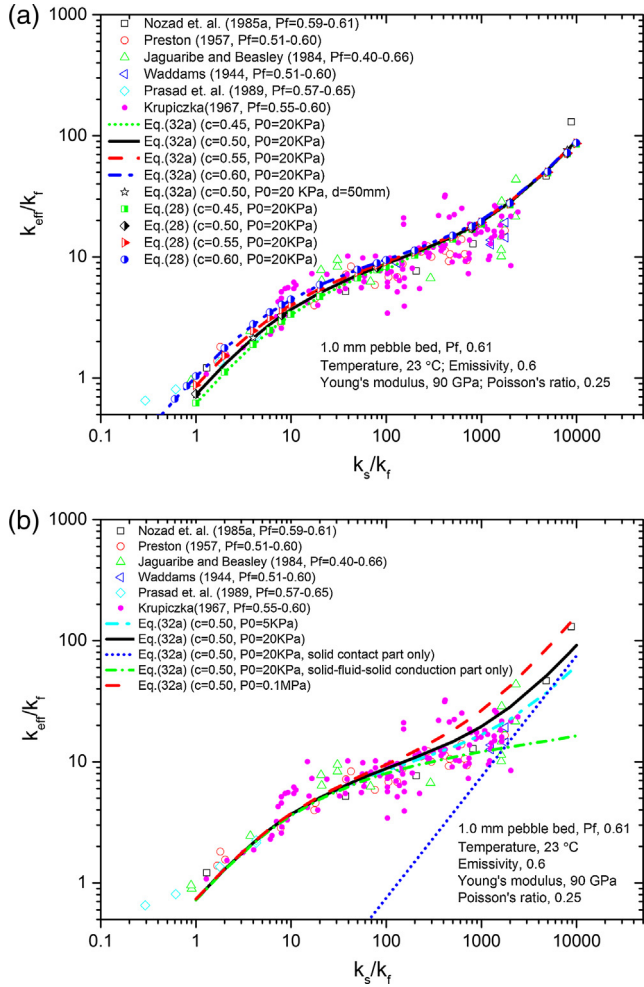 (a)
Nozad et. al. (1985a, Pf=0.59-0.61)
Preston (1957, Pf=0.51-0.60)
Jaguaribe and Beasley (1984, Pf=0.40-0.66)
Waddams (1944, Pf=0.51-0.60)
Prasad et. al. (1989, Pf=0.57-0.65)
Krupiczka(1967, Pf=0.55-0.60)
Eq.(32a) (c=0.45, P0=20KPa)
Eq.(32a) (c=0.50, P0=20KPa)
Eq.(32a) (c=0.55, P0=20KPa)
Eq.(32a) (c=0.60, P0=20KPa)
Eq.(32a) (c=0.50, P0=20 KPa, d=50mm)
Eq.(28) (c=0.45, P0=20KPa)
Eq.(28) (c=0.50, P0=20KPa)
Eq.(28) (c=0.55, P0=20KPa)
Eq.(28) (c=0.60, P0=20KPa)
1.0 mm pebble bed, Pf, 0.61
Temperature, 23 °C; Emissivity, 0.6
Young's modulus, 90 GPa; Poisson's ratio, 0.25
1000
100
10
1
keff/kf
0.1 1 10 100 1000 10000
ks/kf
(b)
Nozad et. al. (1985a, Pf=0.59-0.61)
Preston (1957, Pf=0.51-0.60)
Jaguaribe and Beasley (1984, Pf=0.40-0.66)
Waddams (1944, Pf=0.51-0.60)
Prasad et. al. (1989, Pf=0.57-0.65)
Krupiczka(1967, Pf=0.55-0.60)
Eq.(32a) (c=0.50, P0=5KPa)
Eq.(32a) (c=0.50, P0=20KPa)
Eq.(32a) (c=0.50, P0=20KPa, solid contact part only)
Eq.(32a) (c=0.50, P0=20KPa, solid-fluid-solid conduction part only)
Eq.(32a) (c=0.50, P0=0.1MPa)
1.0 mm pebble bed, Pf, 0.61
Temperature, 23 °C
Emissivity, 0.6
Young's modulus, 90 GPa
Poisson's ratio, 0.25
1000
100
10
1
keff/kf
0.1 1 10 100 1000 10000
ks/kf